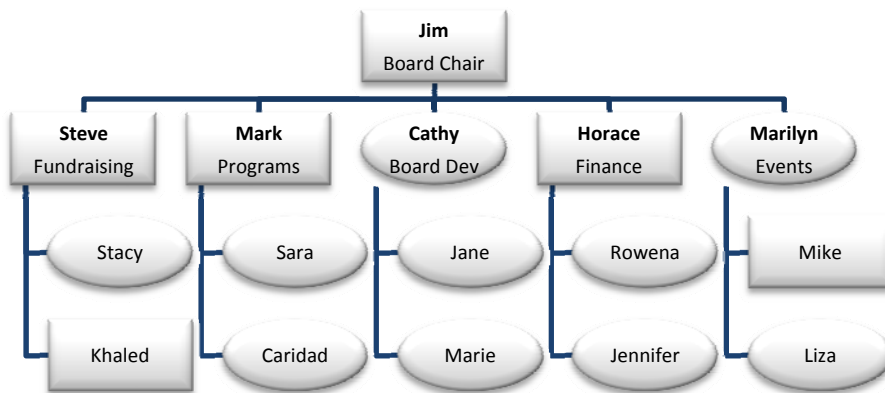 Jim
Board Chair
Steve
Fundraising
Mark
Programs
Cathy
Board Dev
Horace
Finance
Marilyn
Events
Stacy
Sara
Jane
Rowena
Mike
Khaled
Caridad
Marie
Jennifer
Liza